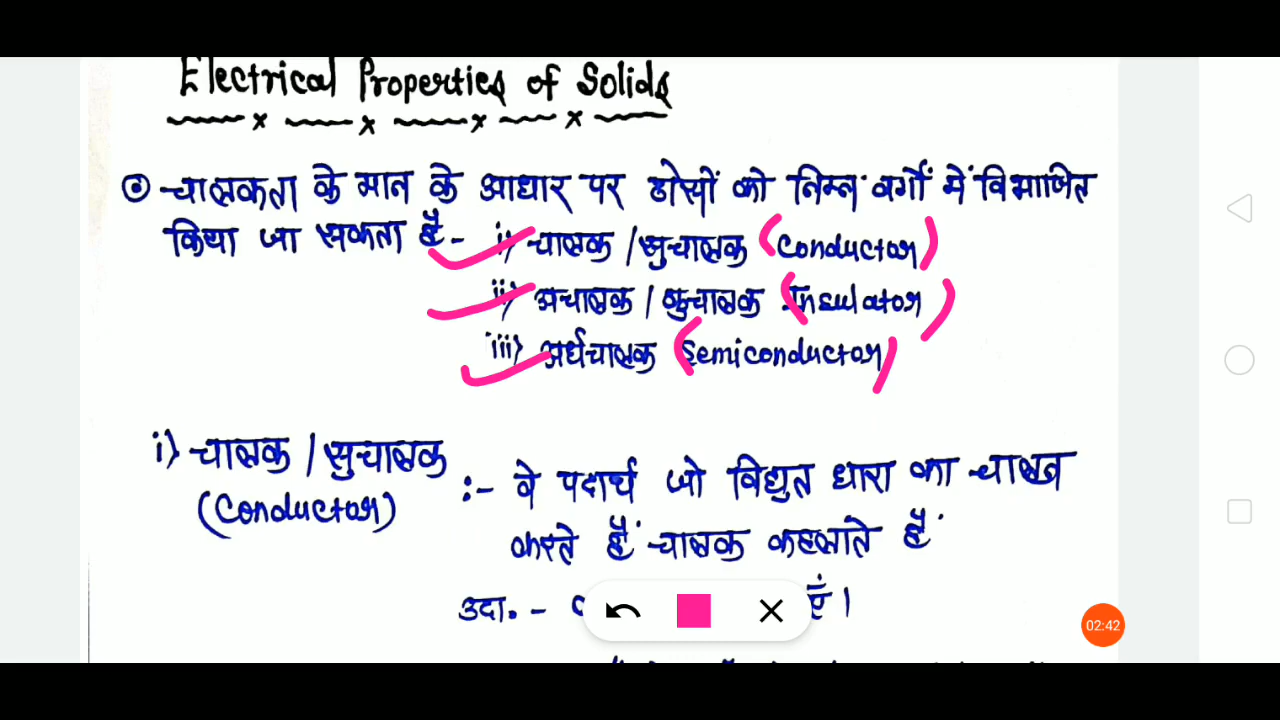 Electrical Properties of Solids
चालकता के मान के आधार पर ठोसों को निम्न वर्गों में विभाजित
किया जा सकता है- i) चालक / सुचालक (Conductor)
ii) अचालक / कुचालक (Insulator)
iii) अर्धचालक (Semiconductor)
i) चालक / सुचालक :- वे पदार्थ जो विद्युत धारा का चालन
(Conductor) करते हैं चालक कहलाते हैं
उदा. -
02:42